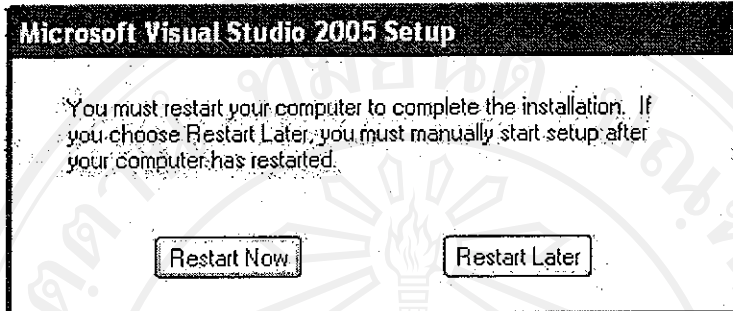 Microsoft Visual Studio 2005 Setup
You must restart your computer to complete the installation. If
you choose Restart Later, you must manually start setup after
your computer has restarted.
Restart Now
Restart Later